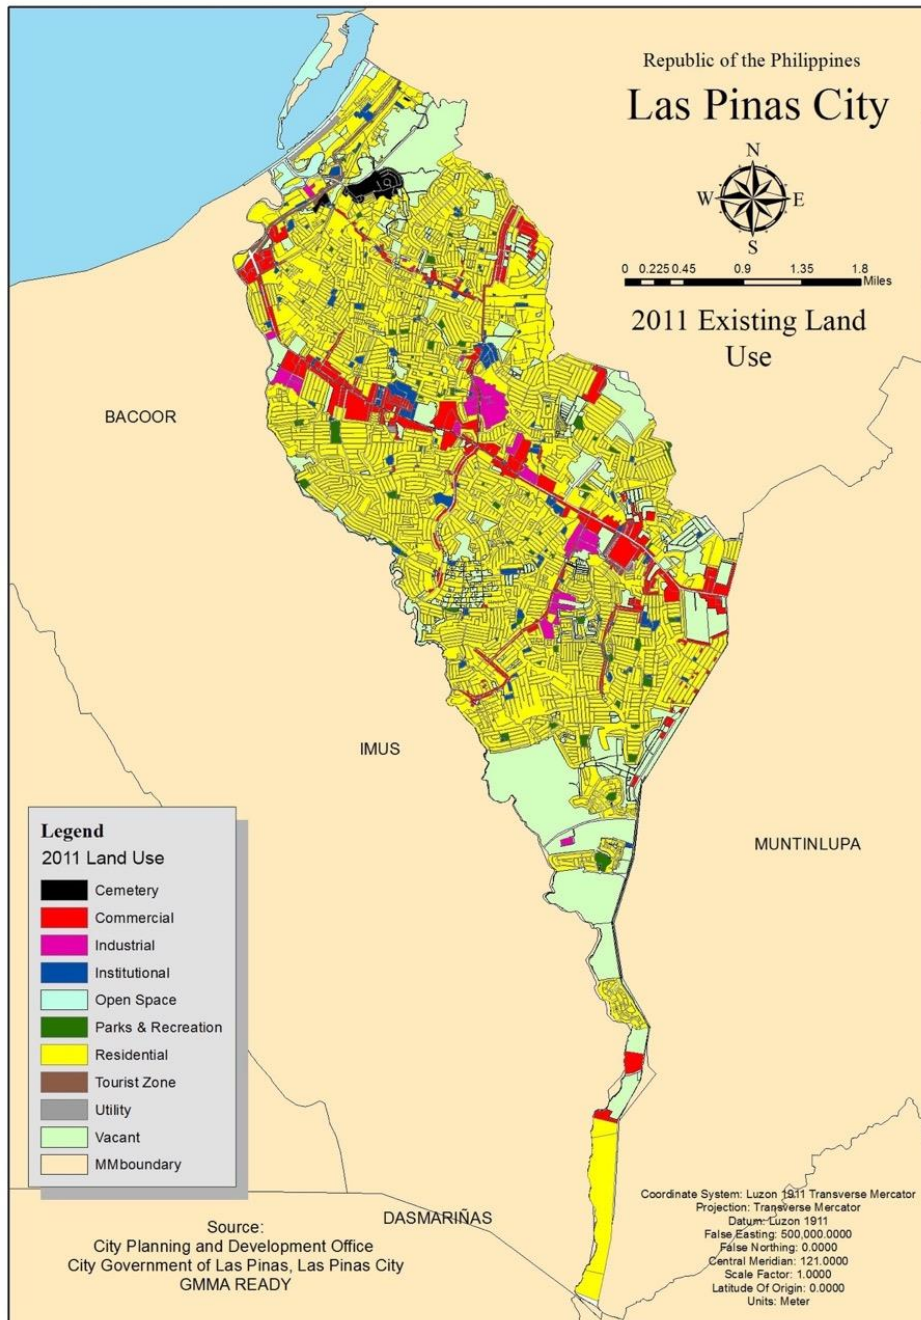 Republic of the Philippines
Las Pinas City
N
W E
S
0 0.225 0.45 0.9 1.35 1.8
Miles
2011 Existing Land
Use
BACOOR
IMUS
MUNTINLUPA
DASMARIÑAS
Legend
2011 Land Use
Cemetery
Commercial
Industrial
Institutional
Open Space
Parks & Recreation
Residential
Tourist Zone
Utility
Vacant
MMboundary
Source:
City Planning and Development Office
City Government of Las Pinas, Las Pinas City
GMMA READY
Coordinate System: Luzon 1911 Transverse Mercator
Projection: Transverse Mercator
Datum: Luzon 1911
False Easting: 500,000.0000
False Northing: 0.0000
Central Meridian: 121.0000
Scale Factor: 1.0000
Latitude Of Origin: 0.0000
Units: Meter